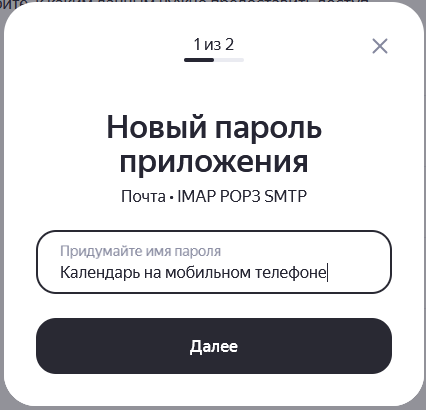 1 из 2
Новый пароль
приложения
Почта • IMAP POP3 SMTP
Придумайте имя пароля
Календарь на мобильном телефоне
Далее